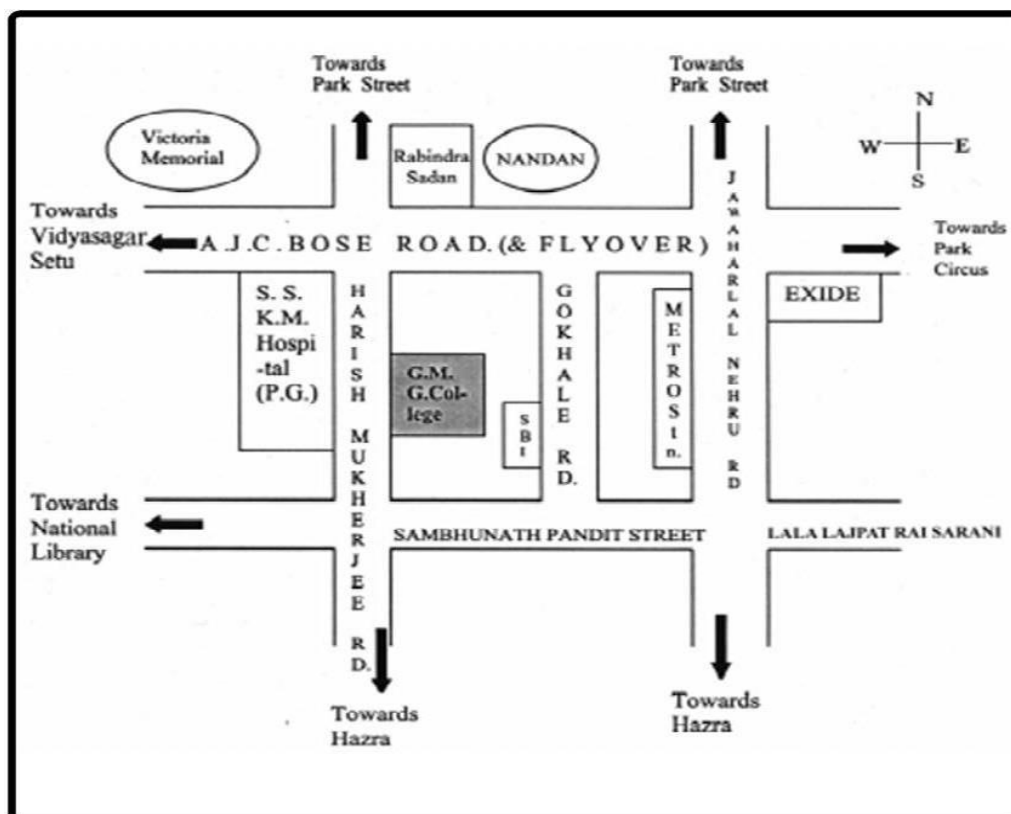 Towards
Park Street
Towards
Park Street
N
W
E
S
Victoria
Memorial
Rabindra
Sadan
NANDAN
Towards
Vidyasagar
Setu
A.J.C.BOSE ROAD.(& FLYOVER)
Towards
Park
Circus
JAWAHARLAL NEHRU RD
S. S.
K.M.
Hospi
-tal
(P.G.)
HARISH MUKHERJEE RD.
G.M.
G.Col-
lege
SBI
GOKHALE RD.
METROStn.
EXIDE
Towards
National
Library
SAMBHUNATH PANDIT STREET
LALA LAJPAT RAI SARANI
Towards
Hazra
Towards
Hazra